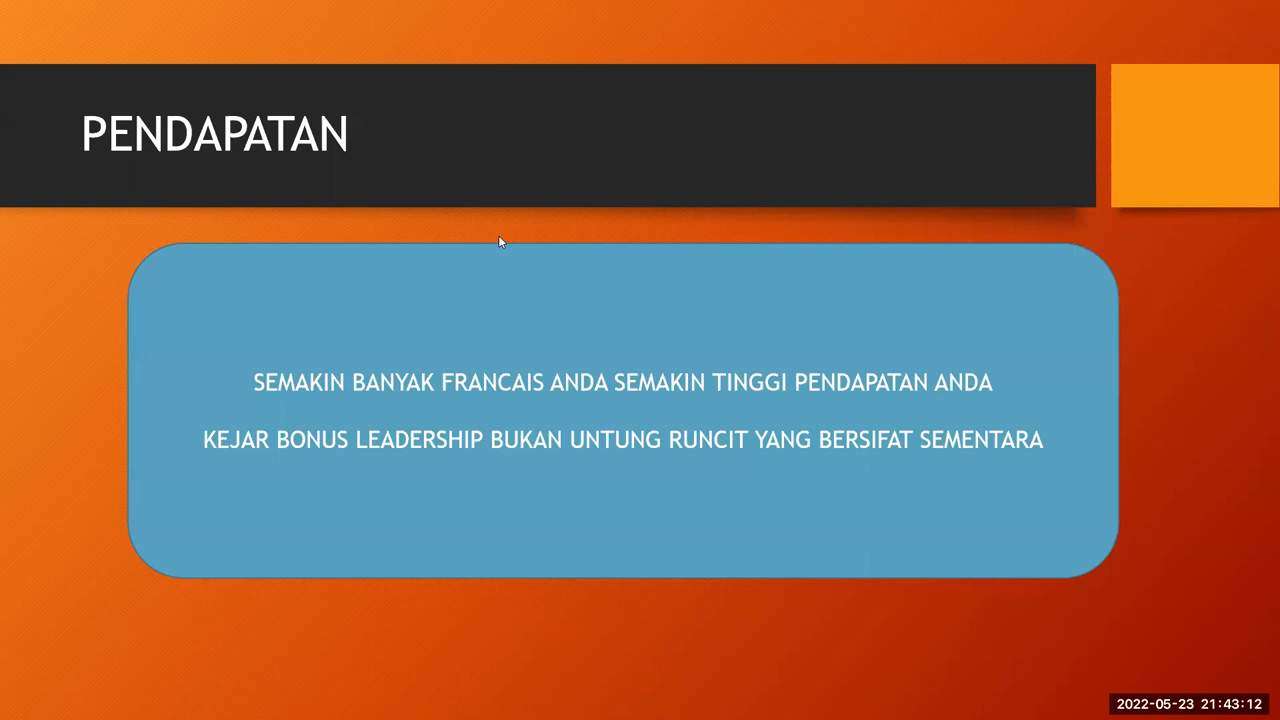 PENDAPATAN
SEMAKIN BANYAK FRANCAIS ANDA SEMAKIN TINGGI PENDAPATAN ANDA
KEJAR BONUS LEADERSHIP BUKAN UNTUNG RUNCIT YANG BERSIFAT SEMENTARA
2022-05-23 21:43:12